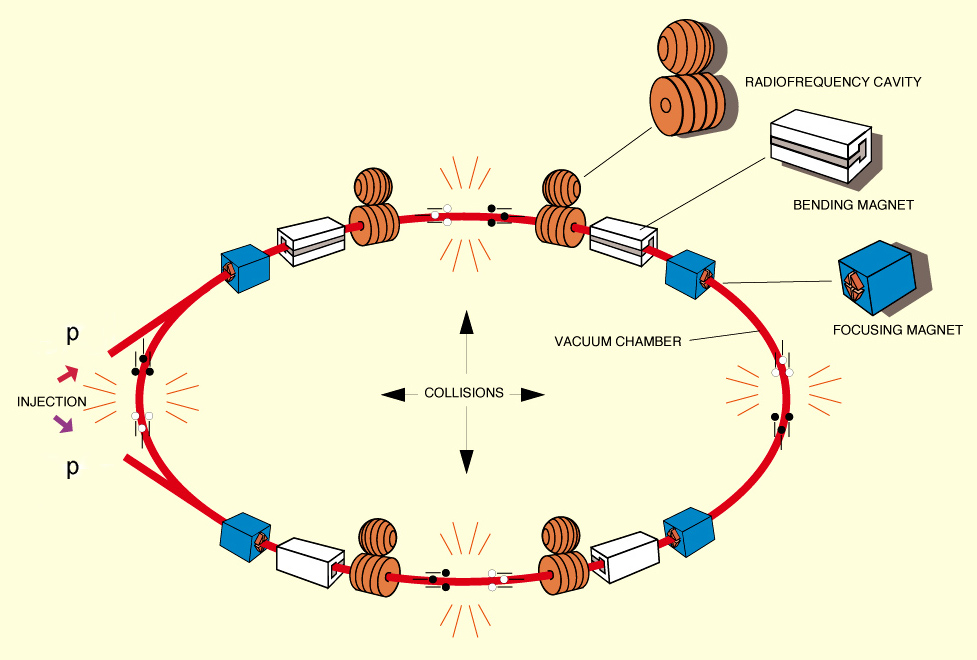 RADIOFREQUENCY CAVITY
BENDING MAGNET
FOCUSING MAGNET
VACUUM CHAMBER
p
INJECTION
COLLISIONS
p